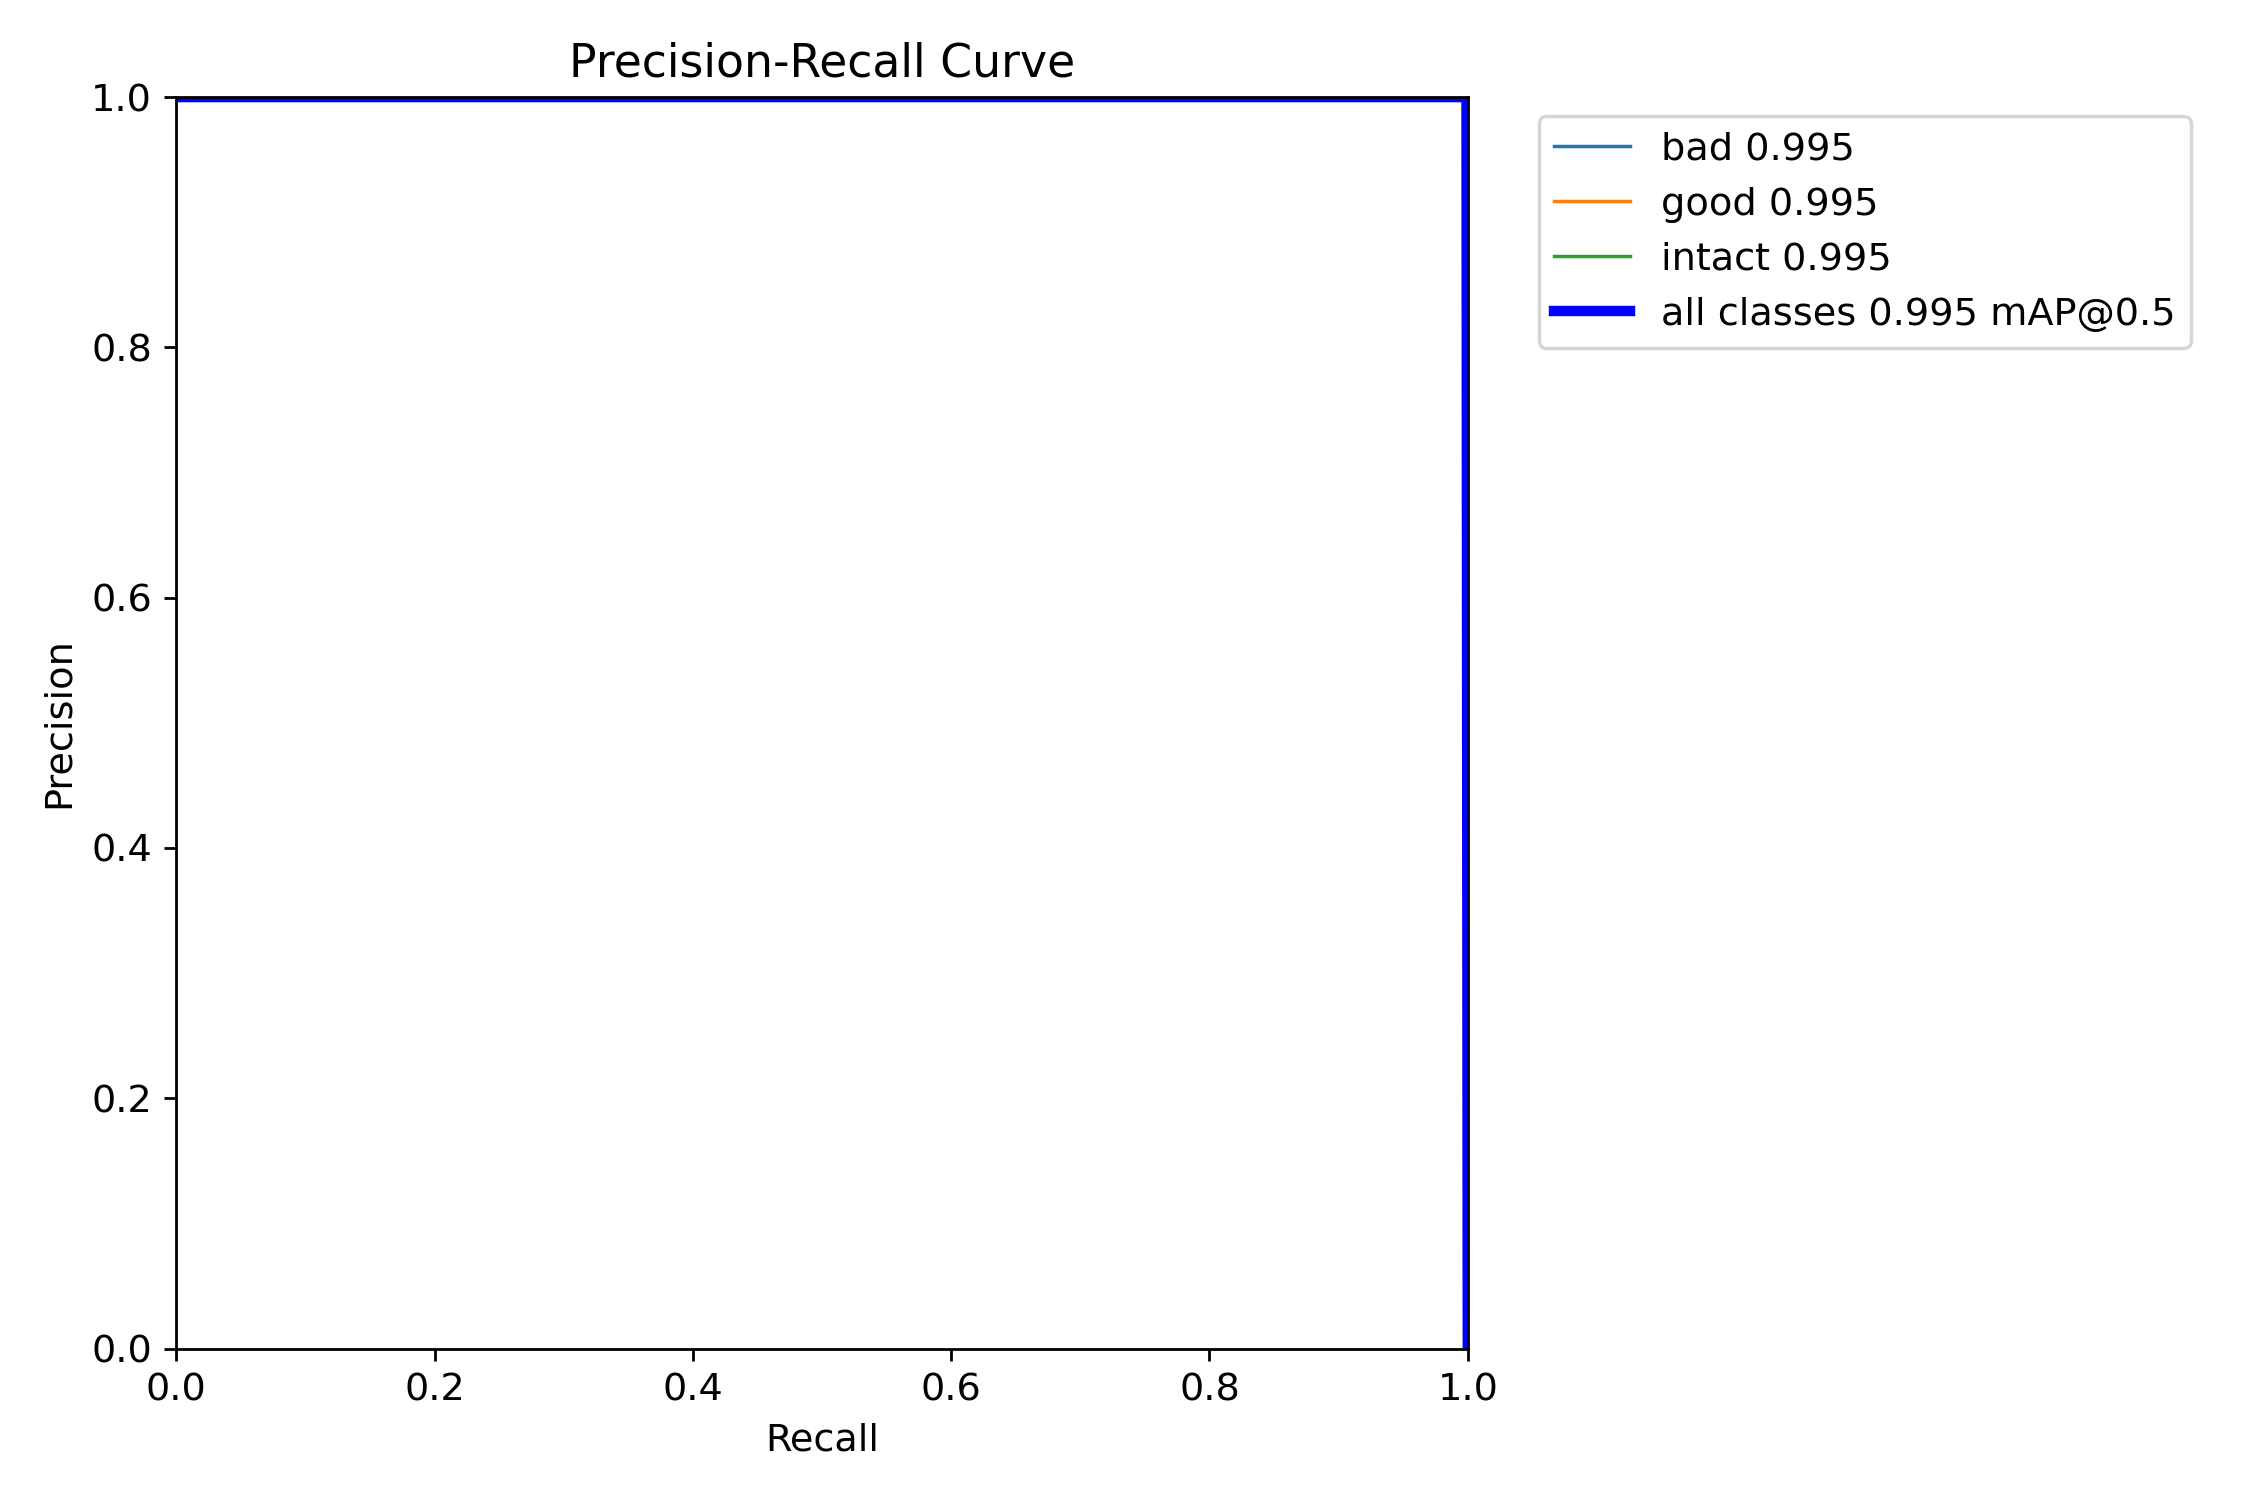 Precision-Recall Curve
1.0
0.8
0.6
0.4
0.2
0.0
Precision
0.0 0.2 0.4 0.6 0.8 1.0
Recall
bad 0.995
good 0.995
intact 0.995
all classes 0.995 mAP@0.5